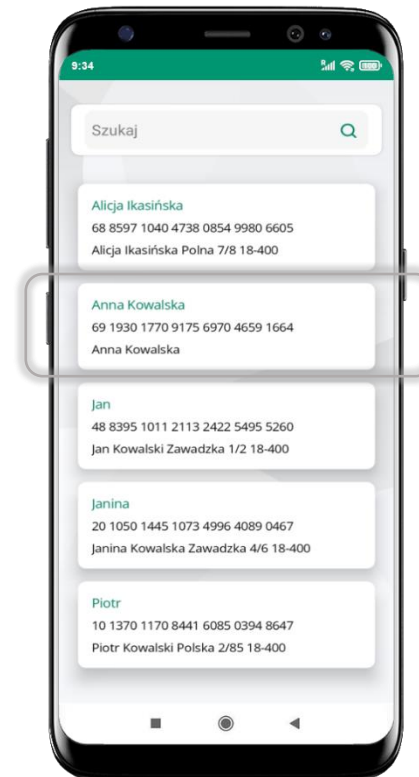 9:34
Szukaj
Alicja Ikasińska
68 8597 1040 4738 0854 9980 6605
Alicja Ikasińska Polna 7/8 18-400
Anna Kowalska
69 1930 1770 9175 6970 4659 1664
Anna Kowalska
Jan
48 8395 1011 2113 2422 5495 5260
Jan Kowalski Zawadzka 1/2 18-400
Janina
20 1050 1445 1073 4996 4089 0467
Janina Kowalska Zawadzka 4/6 18-400
Piotr
10 1370 1170 8441 6085 0394 8647
Piotr Kowalski Polska 2/85 18-400